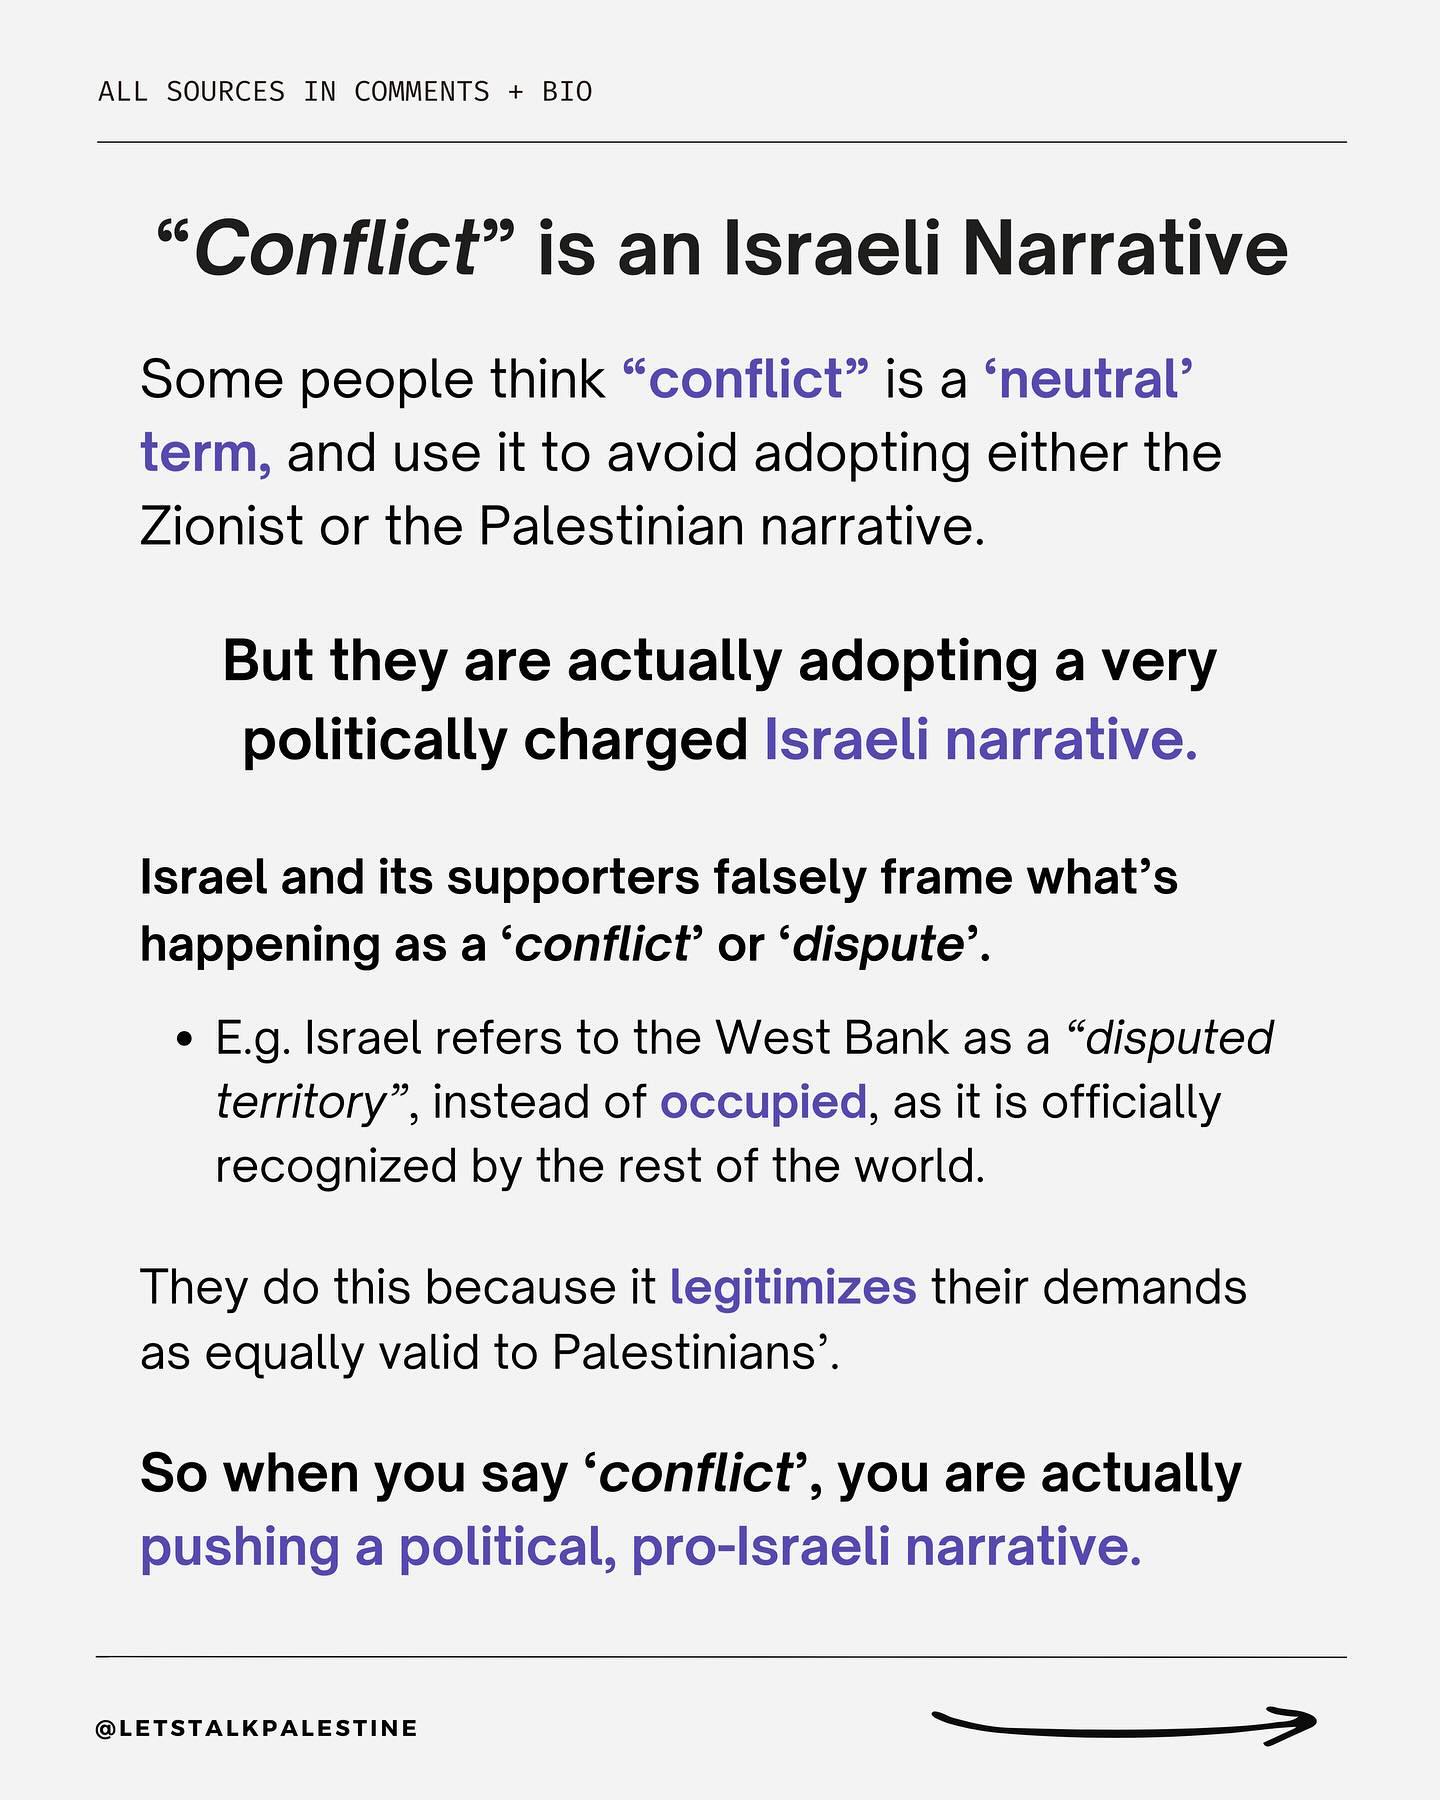 ALL SOURCES IN COMMENTS + BIO
“Conflict” is an Israeli Narrative
Some people think “conflict” is a ‘neutral’
term, and use it to avoid adopting either the
Zionist or the Palestinian narrative.
But they are actually adopting a very
politically charged Israeli narrative.
Israel and its supporters falsely frame what’s
happening as a ‘conflict’ or ‘dispute’.
• E.g. Israel refers to the West Bank as a “disputed
territory”, instead of occupied, as it is officially
recognized by the rest of the world.
They do this because it legitimizes their demands
as equally valid to Palestinians’.
So when you say ‘conflict’, you are actually
pushing a political, pro-Israeli narrative.
@LETSTALKPALESTINE